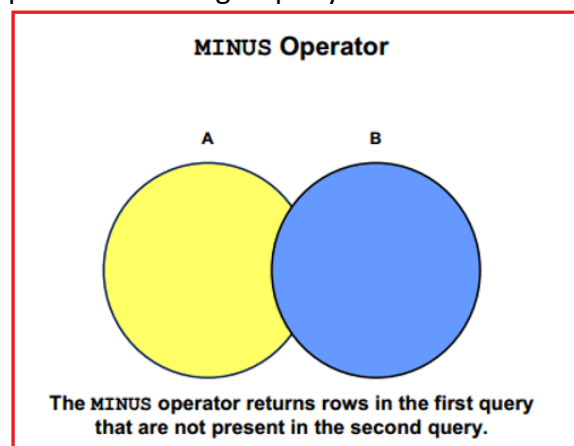 MINUS Operator
A B
The MINUS operator returns rows in the first query
that are not present in the second query.